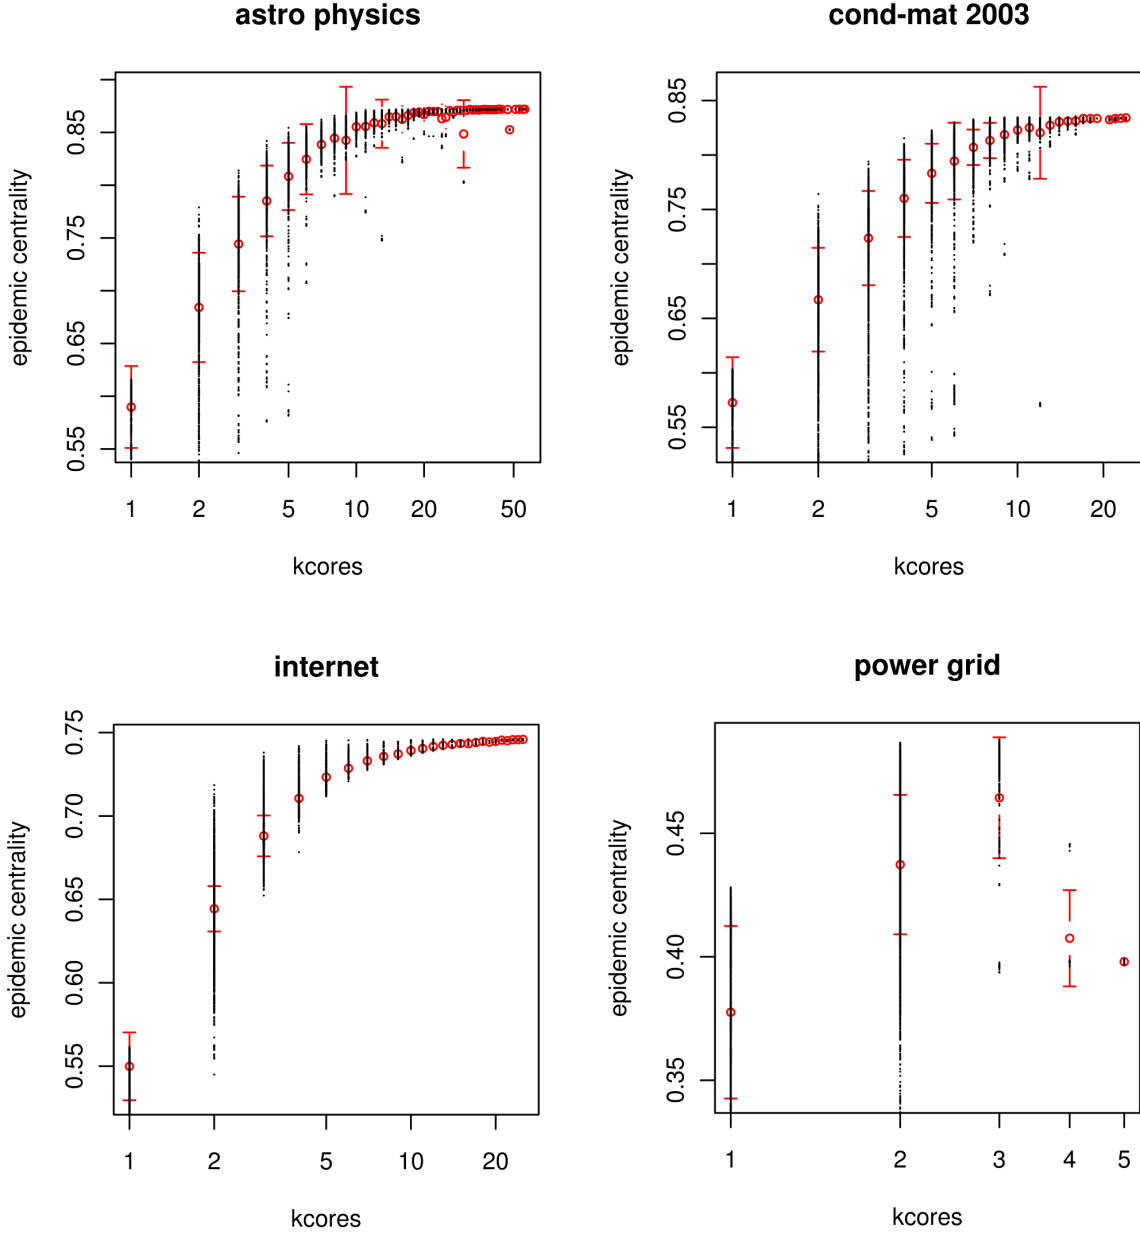 astro physics
epidemic centrality
0.55 0.65 0.75 0.85
1 2 5 10 20 50
kcores
cond-mat 2003
epidemic centrality
0.55 0.65 0.75 0.85
1 2 5 10 20
kcores
internet
epidemic centrality
0.55 0.60 0.65 0.70 0.75
1 2 5 10 20
kcores
power grid
epidemic centrality
0.35 0.40 0.45
1 2 3 4 5
kcores